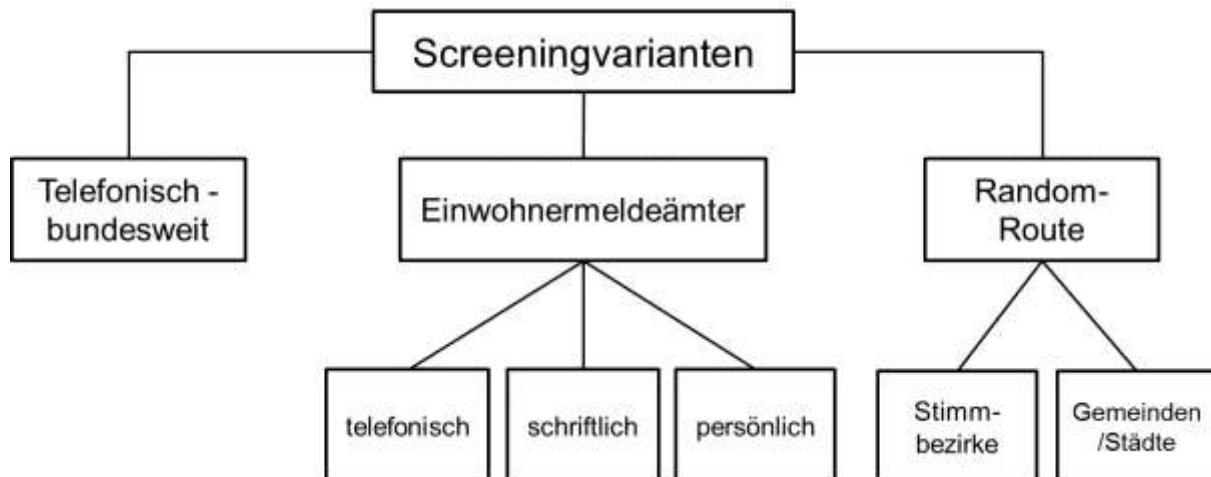 Screeningvarianten
Telefonisch -
bundesweit
Einwohnermeldeämter
Random-
Route
telefonisch
schriftlich
persönlich
Stimm-
bezirke
Gemeinden
/Städte